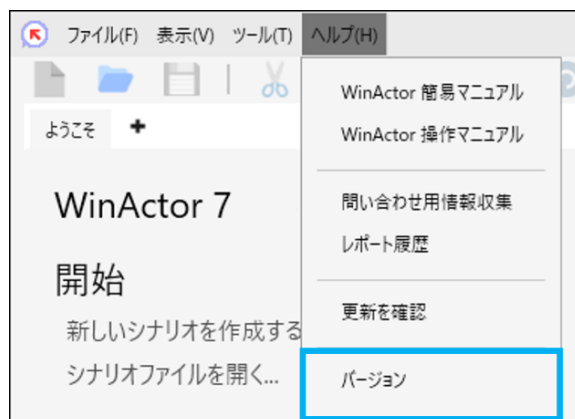 ファイル(F) 表示(V) ツール(T) ヘルプ(H)
WinActor 簡易マニュアル
WinActor 操作マニュアル
問い合わせ用情報収集
レポート履歴
更新を確認
バージョン
ようこそ +
WinActor 7
開始
新しいシナリオを作成する
シナリオファイルを開く...